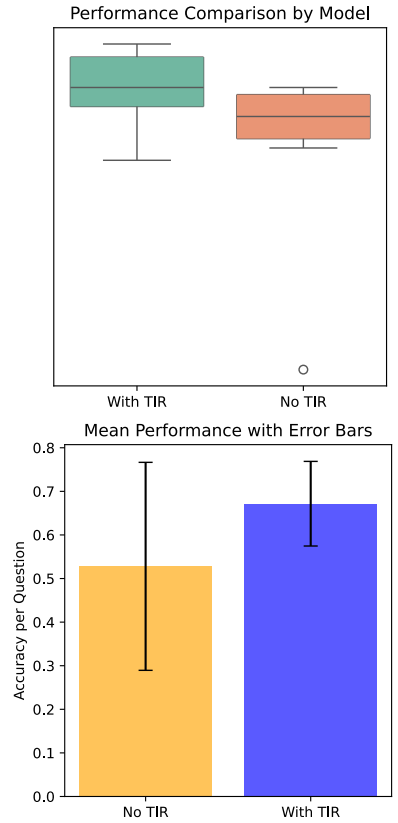 Performance Comparison by Model
With TIR
No TIR
Mean Performance with Error Bars
Accuracy per Question
0.8
0.7
0.6
0.5
0.4
0.3
0.2
0.1
0.0
No TIR
With TIR